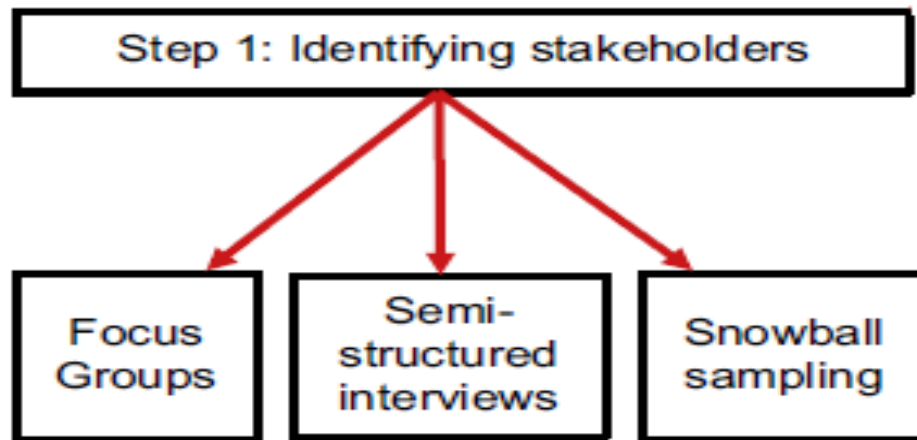 Step 1: Identifying stakeholders
Focus
Groups
Semi-
structured
interviews
Snowball
sampling